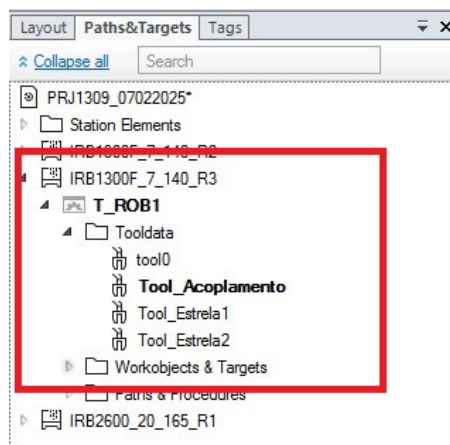 Layout Paths&Targets Tags
Collapse all Search
PRJ1309_07022025*
Station Elements
IRB1300F_7_140_R2
IRB1300F_7_140_R3
T_ROB1
Tooldata
tool0
Tool_Acoplamento
Tool_Estrela1
Tool_Estrela2
Workobjects & Targets
Paths & Procedures
IRB2600_20_165_R1